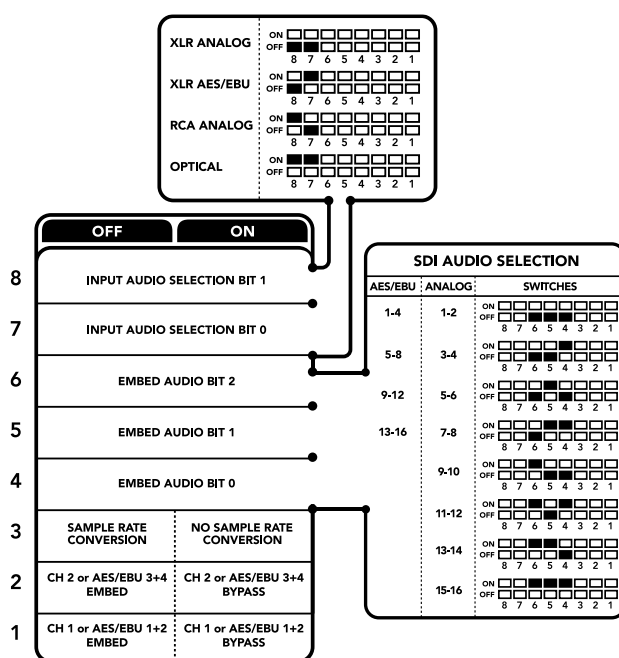 XLR ANALOG
ON
OFF
8 7 6 5 4 3 2 1
XLR AES/EBU
ON
OFF
8 7 6 5 4 3 2 1
RCA ANALOG
ON
OFF
8 7 6 5 4 3 2 1
OPTICAL
ON
OFF
8 7 6 5 4 3 2 1
OFF ON
8 INPUT AUDIO SELECTION BIT 1
7 INPUT AUDIO SELECTION BIT 0
6 EMBED AUDIO BIT 2
5 EMBED AUDIO BIT 1
4 EMBED AUDIO BIT 0
3 SAMPLE RATE CONVERSION NO SAMPLE RATE CONVERSION
2 CH 2 or AES/EBU 3+4 EMBED CH 2 or AES/EBU 3+4 BYPASS
1 CH 1 or AES/EBU 1+2 EMBED CH 1 or AES/EBU 1+2 BYPASS
SDI AUDIO SELECTION
AES/EBU ANALOG SWITCHES
1-4 1-2
ON
OFF
8 7 6 5 4 3 2 1
5-8 3-4
ON
OFF
8 7 6 5 4 3 2 1
9-12 5-6
ON
OFF
8 7 6 5 4 3 2 1
13-16 7-8
ON
OFF
8 7 6 5 4 3 2 1
9-10
ON
OFF
8 7 6 5 4 3 2 1
11-12
ON
OFF
8 7 6 5 4 3 2 1
13-14
ON
OFF
8 7 6 5 4 3 2 1
15-16
ON
OFF
8 7 6 5 4 3 2 1